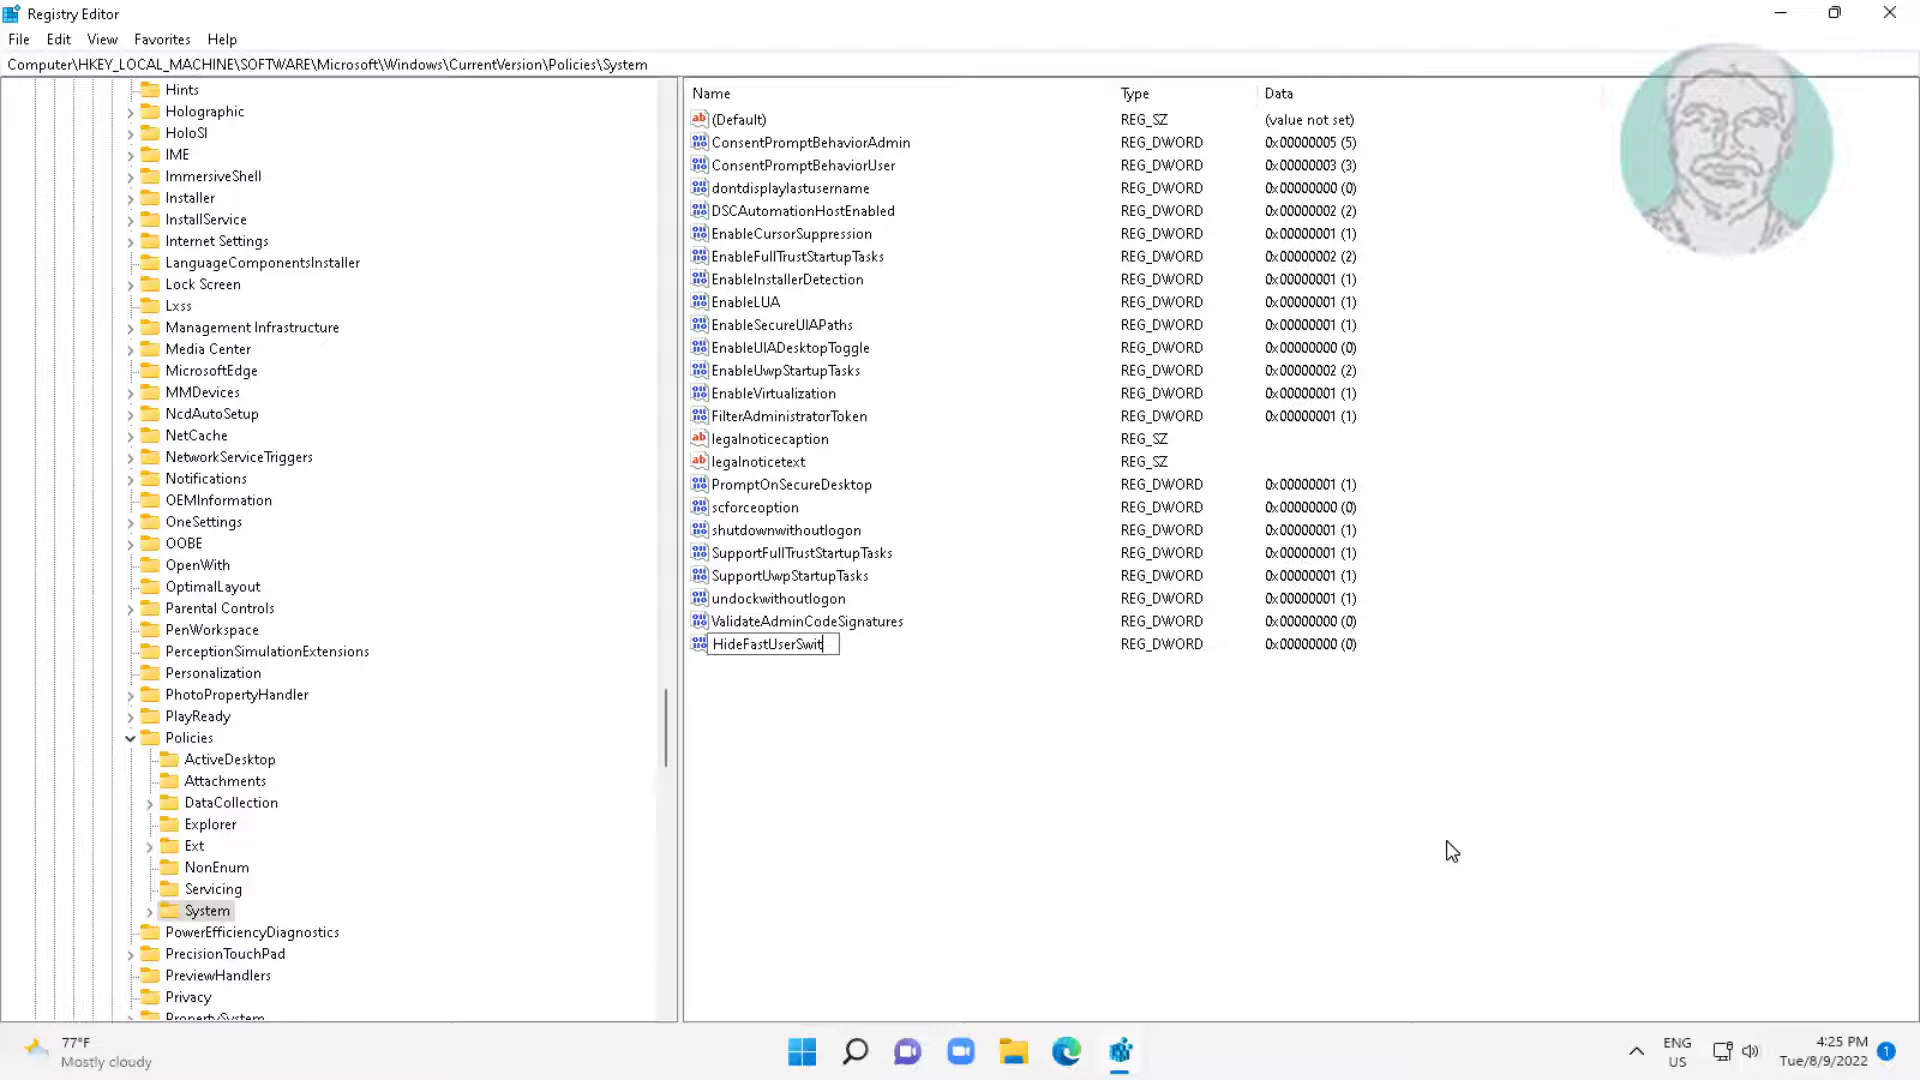 Registry Editor
File Edit View Favorites Help
Computer\HKEY_LOCAL_MACHINE\SOFTWARE\Microsoft\Windows\CurrentVersion\Policies\System
Hints
Holographic
HoloSI
IME
ImmersiveShell
Installer
InstallService
Internet Settings
LanguageComponentsInstaller
Lock Screen
Lxss
Management Infrastructure
Media Center
MicrosoftEdge
MMDevices
NcdAutoSetup
NetCache
NetworkServiceTriggers
Notifications
OEMInformation
OneSettings
OOBE
OpenWith
OptimalLayout
Parental Controls
PenWorkspace
PerceptionSimulationExtensions
Personalization
PhotoPropertyHandler
PlayReady
Policies
ActiveDesktop
Attachments
DataCollection
Explorer
Ext
NonEnum
Servicing
System
PowerEfficiencyDiagnostics
PrecisionTouchPad
PreviewHandlers
Privacy
PropertySystem
Name Type Data
(Default) REG_SZ (value not set)
ConsentPromptBehaviorAdmin REG_DWORD 0x00000005 (5)
ConsentPromptBehaviorUser REG_DWORD 0x00000003 (3)
dontdisplaylastusername REG_DWORD 0x00000000 (0)
DSCAutomationHostEnabled REG_DWORD 0x00000002 (2)
EnableCursorSuppression REG_DWORD 0x00000001 (1)
EnableFullTrustStartupTasks REG_DWORD 0x00000002 (2)
EnableInstallerDetection REG_DWORD 0x00000001 (1)
EnableLUA REG_DWORD 0x00000001 (1)
EnableSecureUIAPaths REG_DWORD 0x00000001 (1)
EnableUIADesktopToggle REG_DWORD 0x00000000 (0)
EnableUwpStartupTasks REG_DWORD 0x00000002 (2)
EnableVirtualization REG_DWORD 0x00000001 (1)
FilterAdministratorToken REG_DWORD 0x00000001 (1)
legalnoticecaption REG_SZ
legalnoticetext REG_SZ
PromptOnSecureDesktop REG_DWORD 0x00000001 (1)
scforceoption REG_DWORD 0x00000000 (0)
shutdownwithoutlogon REG_DWORD 0x00000001 (1)
SupportFullTrustStartupTasks REG_DWORD 0x00000001 (1)
SupportUwpStartupTasks REG_DWORD 0x00000001 (1)
undockwithoutlogon REG_DWORD 0x00000001 (1)
ValidateAdminCodeSignatures REG_DWORD 0x00000000 (0)
HideFastUserSwit REG_DWORD 0x00000000 (0)
77°F
Mostly cloudy
ENG
US
4:25 PM
Tue/8/9/2022
1